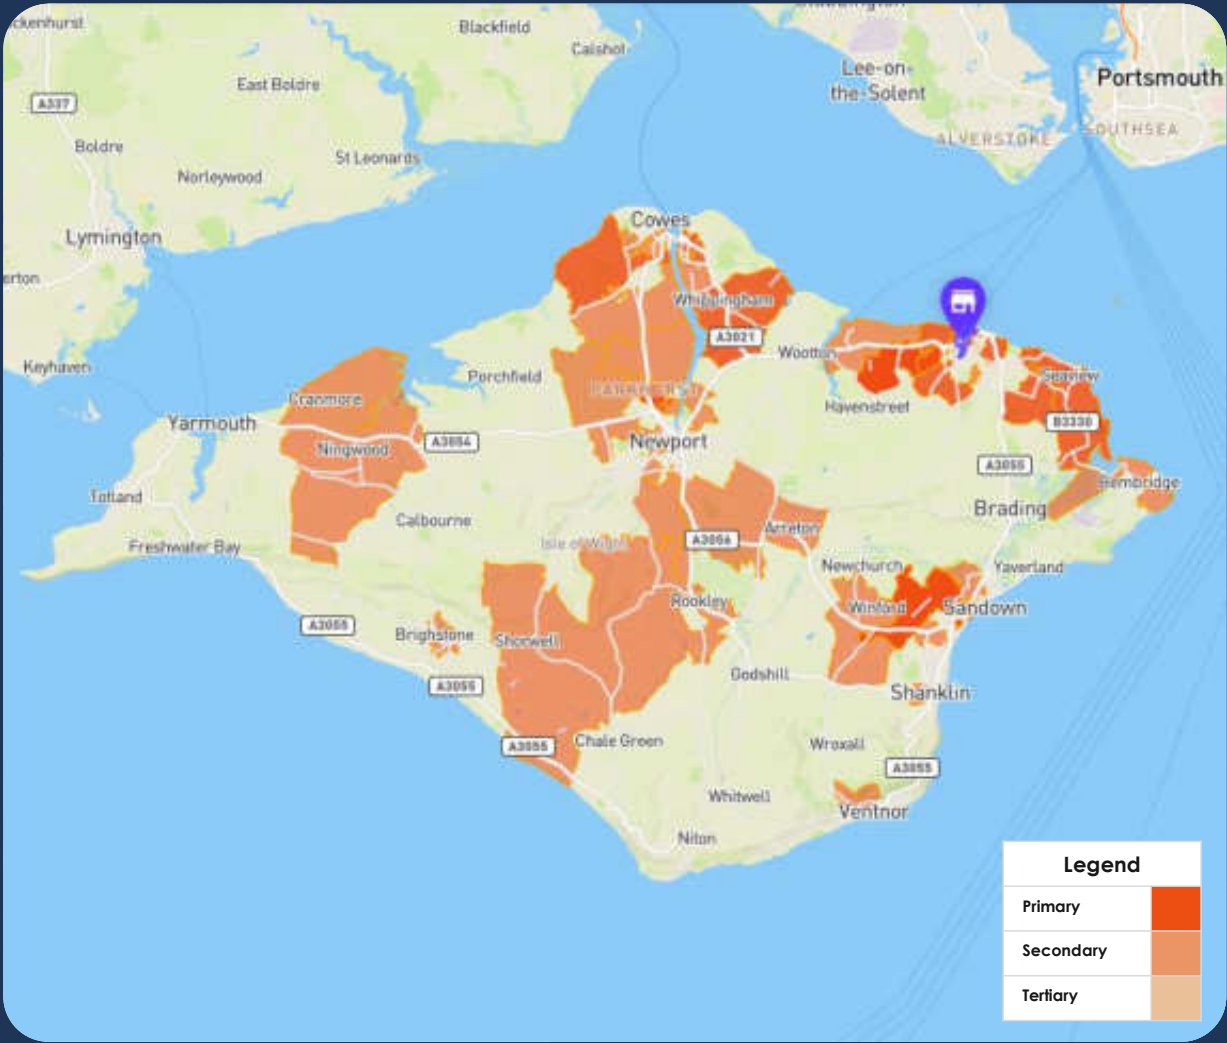 ckenhurst
Blackfield
Calshot
Lee-on-
the-Solent
Portsmouth
East Boldre
A337
ALVERSTOKE
SOUTHSEA
Boldre
St Leonards
Norleywood
Lymington
Cowes
erton
Whippingham
A3021
Wootton
Keyhaven
Porchfield
Seaview
Cranmore
PARKHURST
Havenstreet
Yarmouth
B3330
A3054
Newport
Ningwood
A3055
Bembridge
Totland
Brading
Calbourne
Arreton
Freshwater Bay
Isle of Wight
A3056
Newchurch
Yaverland
Rookley
Winford
Sandown
A3055
Brighstone
Shorwell
Godshill
A3055
Shanklin
A3055
Chale Green
Wroxall
A3055
Whitwell
Ventnor
Niton
Legend
Primary
Secondary
Tertiary